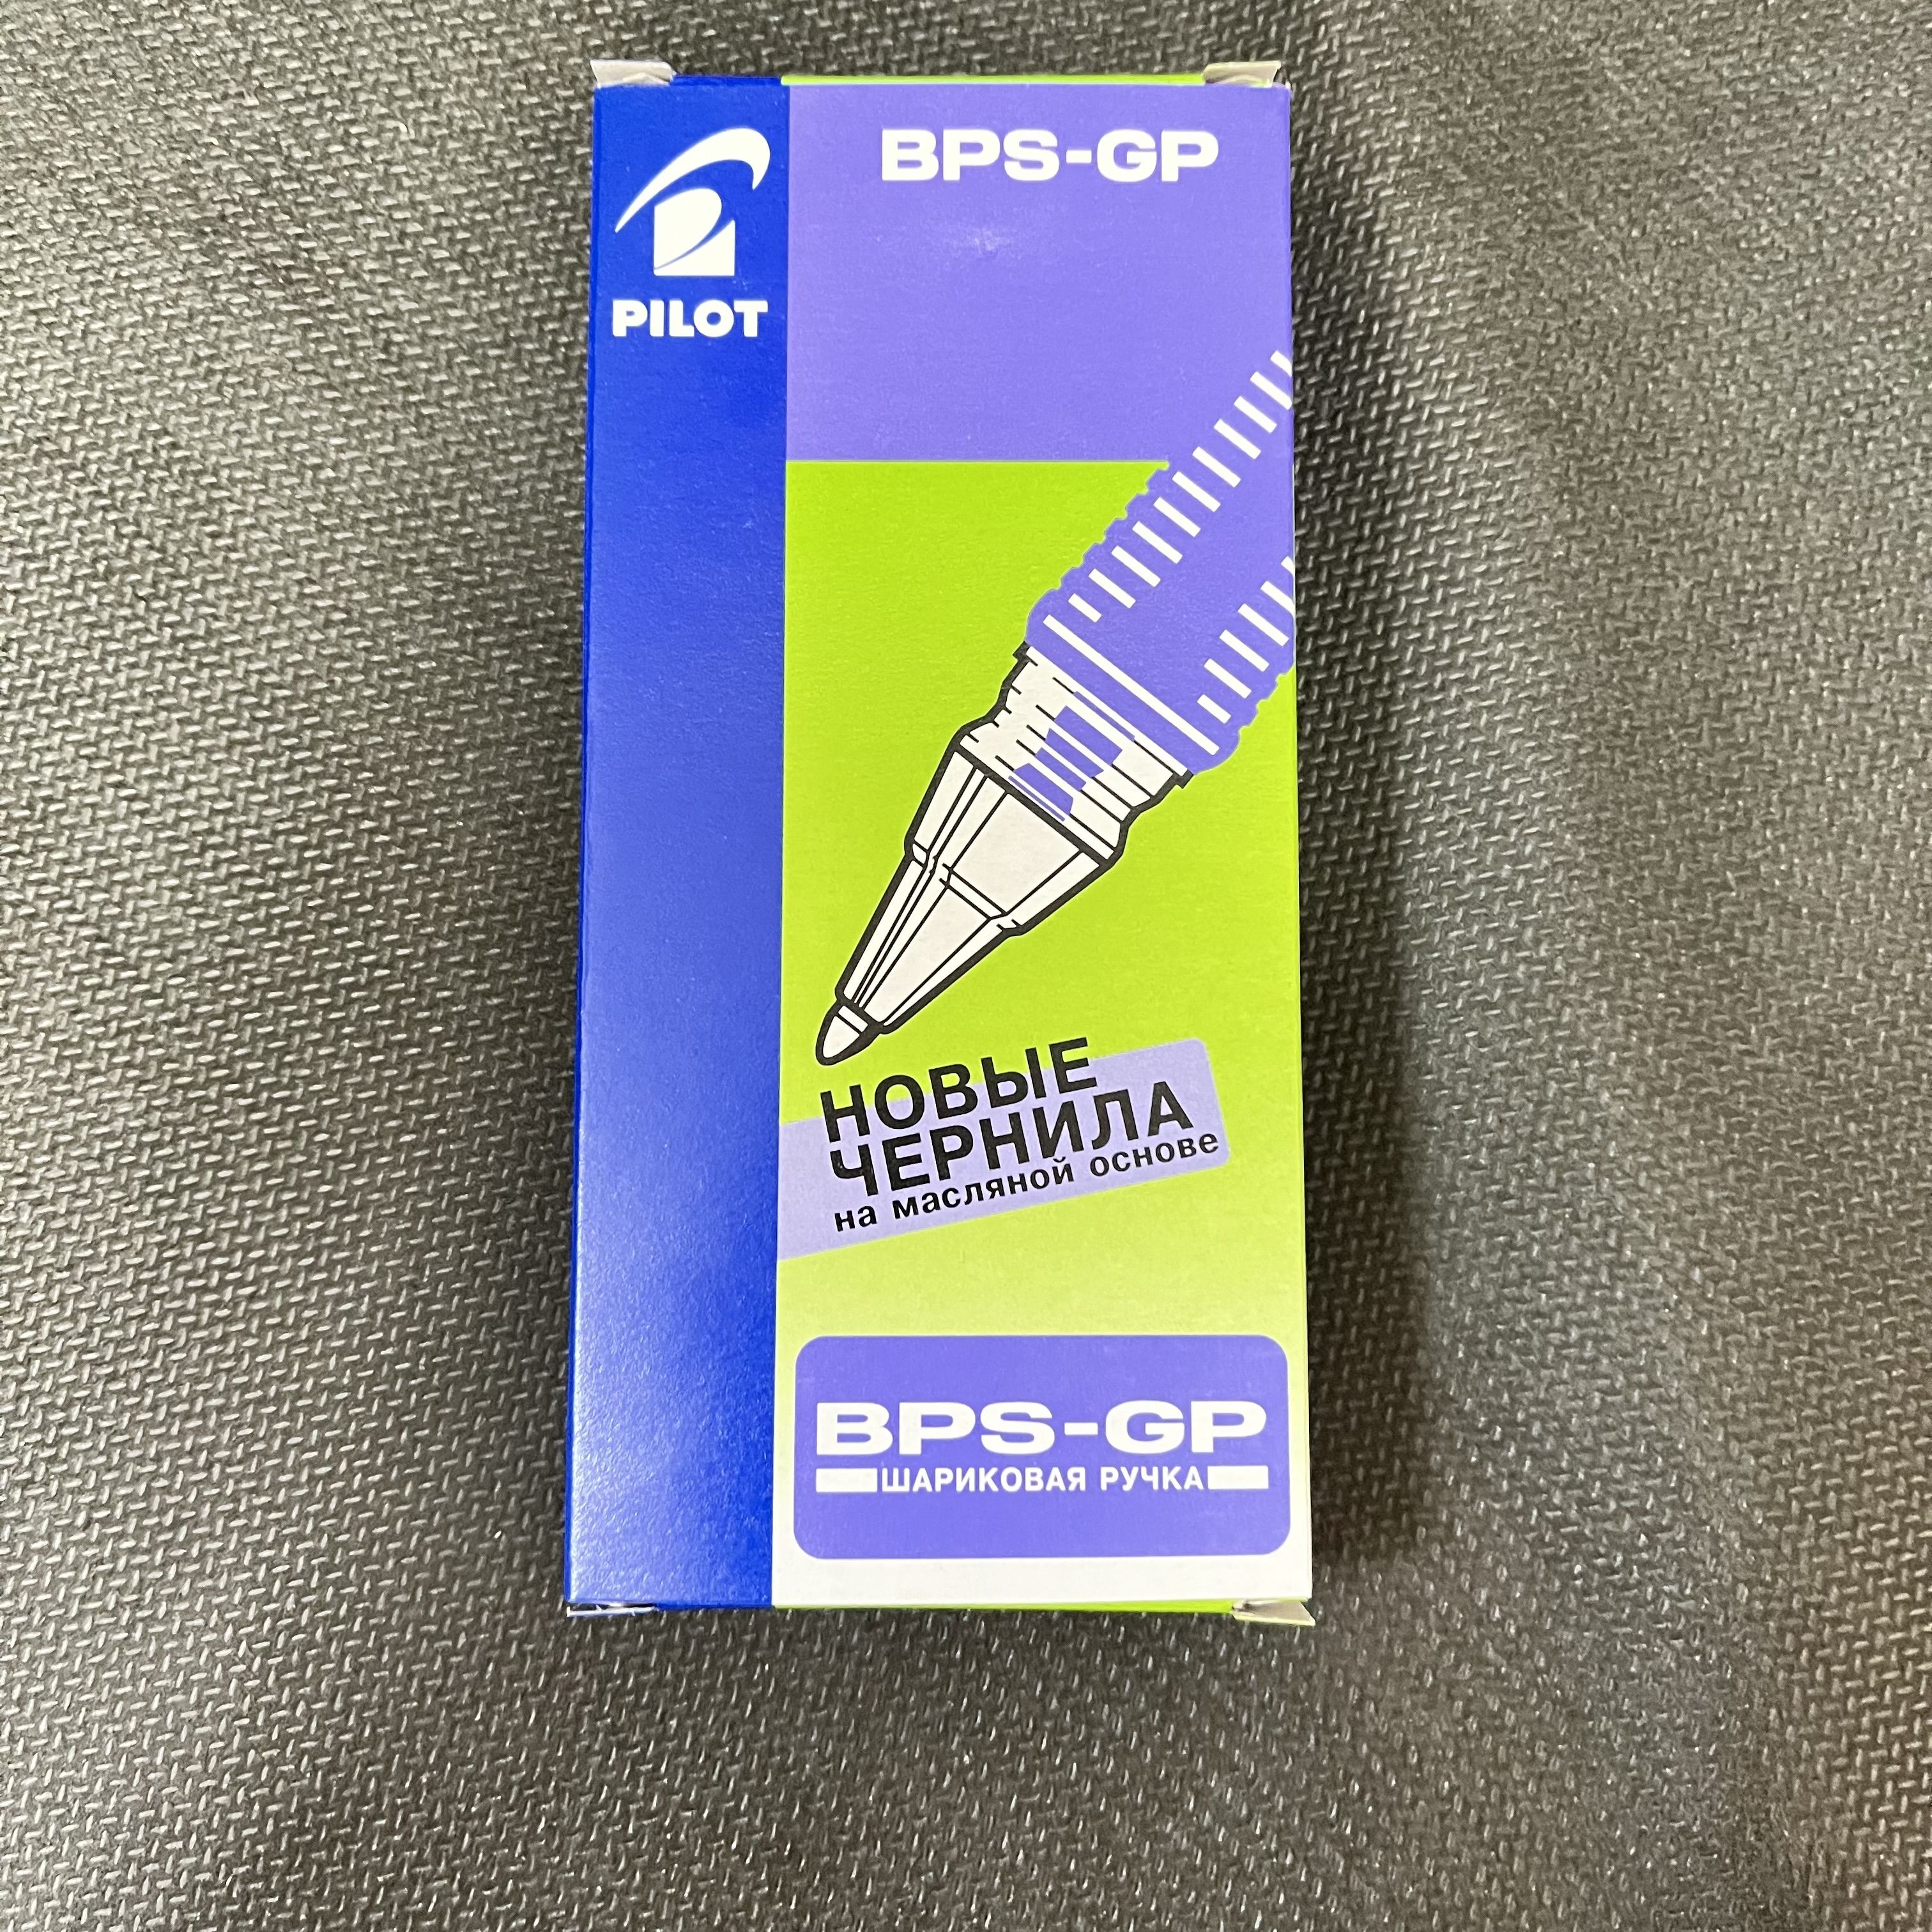 PILOT
BPS-GP
НОВЫЕ
ЧЕРНИЛА
на масляной основе
BPS-GP
ШАРИКОВАЯ РУЧКА